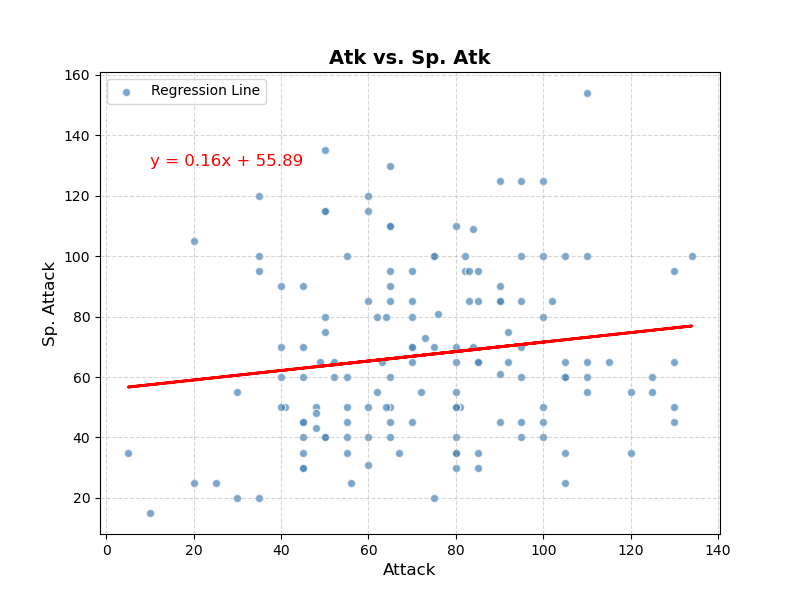 Atk vs. Sp. Atk
160
Regression Line
140
y = 0.16x + 55.89
120
100
80
60
40
20
Sp. Attack
0 20 40 60 80 100 120 140
Attack